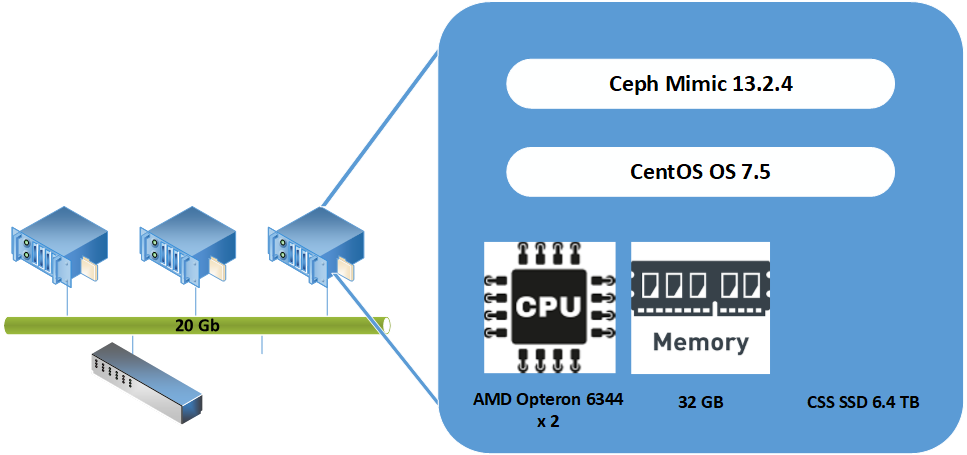 Ceph Mimic 13.2.4
CentOS OS 7.5
CPU
Memory
20 Gb
AMD Opteron 6344
x 2
32 GB
CSS SSD 6.4 TB